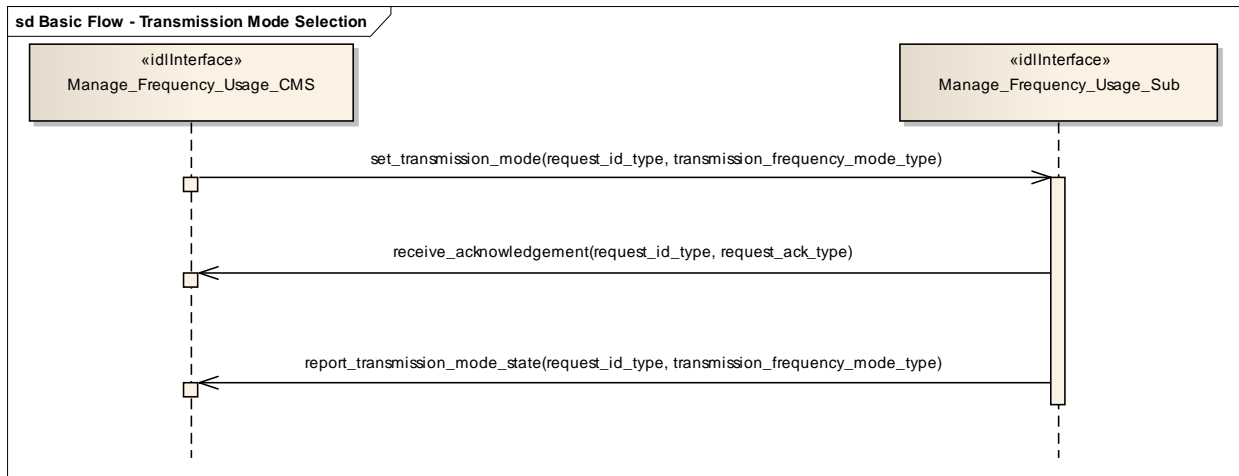 sd Basic Flow - Transmission Mode Selection
«idlInterface»
Manage_Frequency_Usage_CMS
«idlInterface»
Manage_Frequency_Usage_Sub
set_transmission_mode(request_id_type, transmission_frequency_mode_type)
receive_acknowledgement(request_id_type, request_ack_type)
report_transmission_mode_state(request_id_type, transmission_frequency_mode_type)